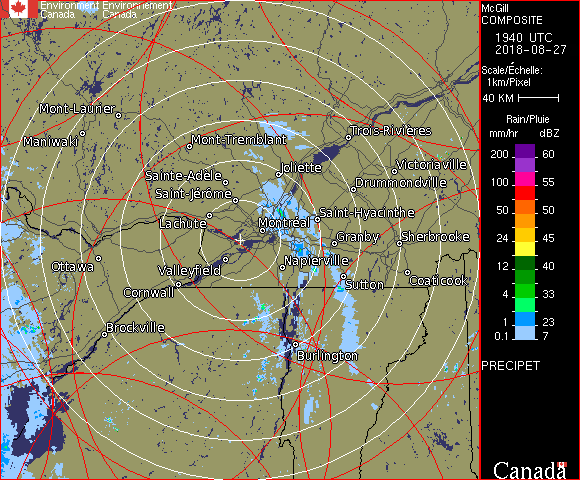 Environment Environnement
Canada Canada
McGill
COMPOSITE
1940 UTC
2018-08-27
Scale/Échelle:
1km/Pixel
40 KM
Rain/Pluie
mm/hr dBZ
200 60
150 57
100 55
50 50
24 45
12 40
4 33
1 23
0.1 7
PRECIPET
Canada
Mont-Laurier
Maniwaki
Mont-Tremblant
Trois-Rivières
Joliette
Victoriaville
Sainte-Adèle
Drummondville
Saint-Jérôme
Saint-Hyacinthe
Lachute
Montréal
Granby
Sherbrooke
Ottawa
Valleyfield
Napierville
Cornwall
Sutton
Coaticook
Brockville
Burlington